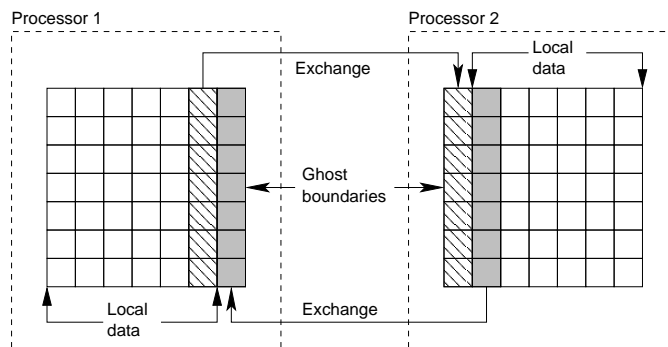 Processor 1
Processor 2
Exchange
Local
data
Ghost
boundaries
Local
data
Exchange